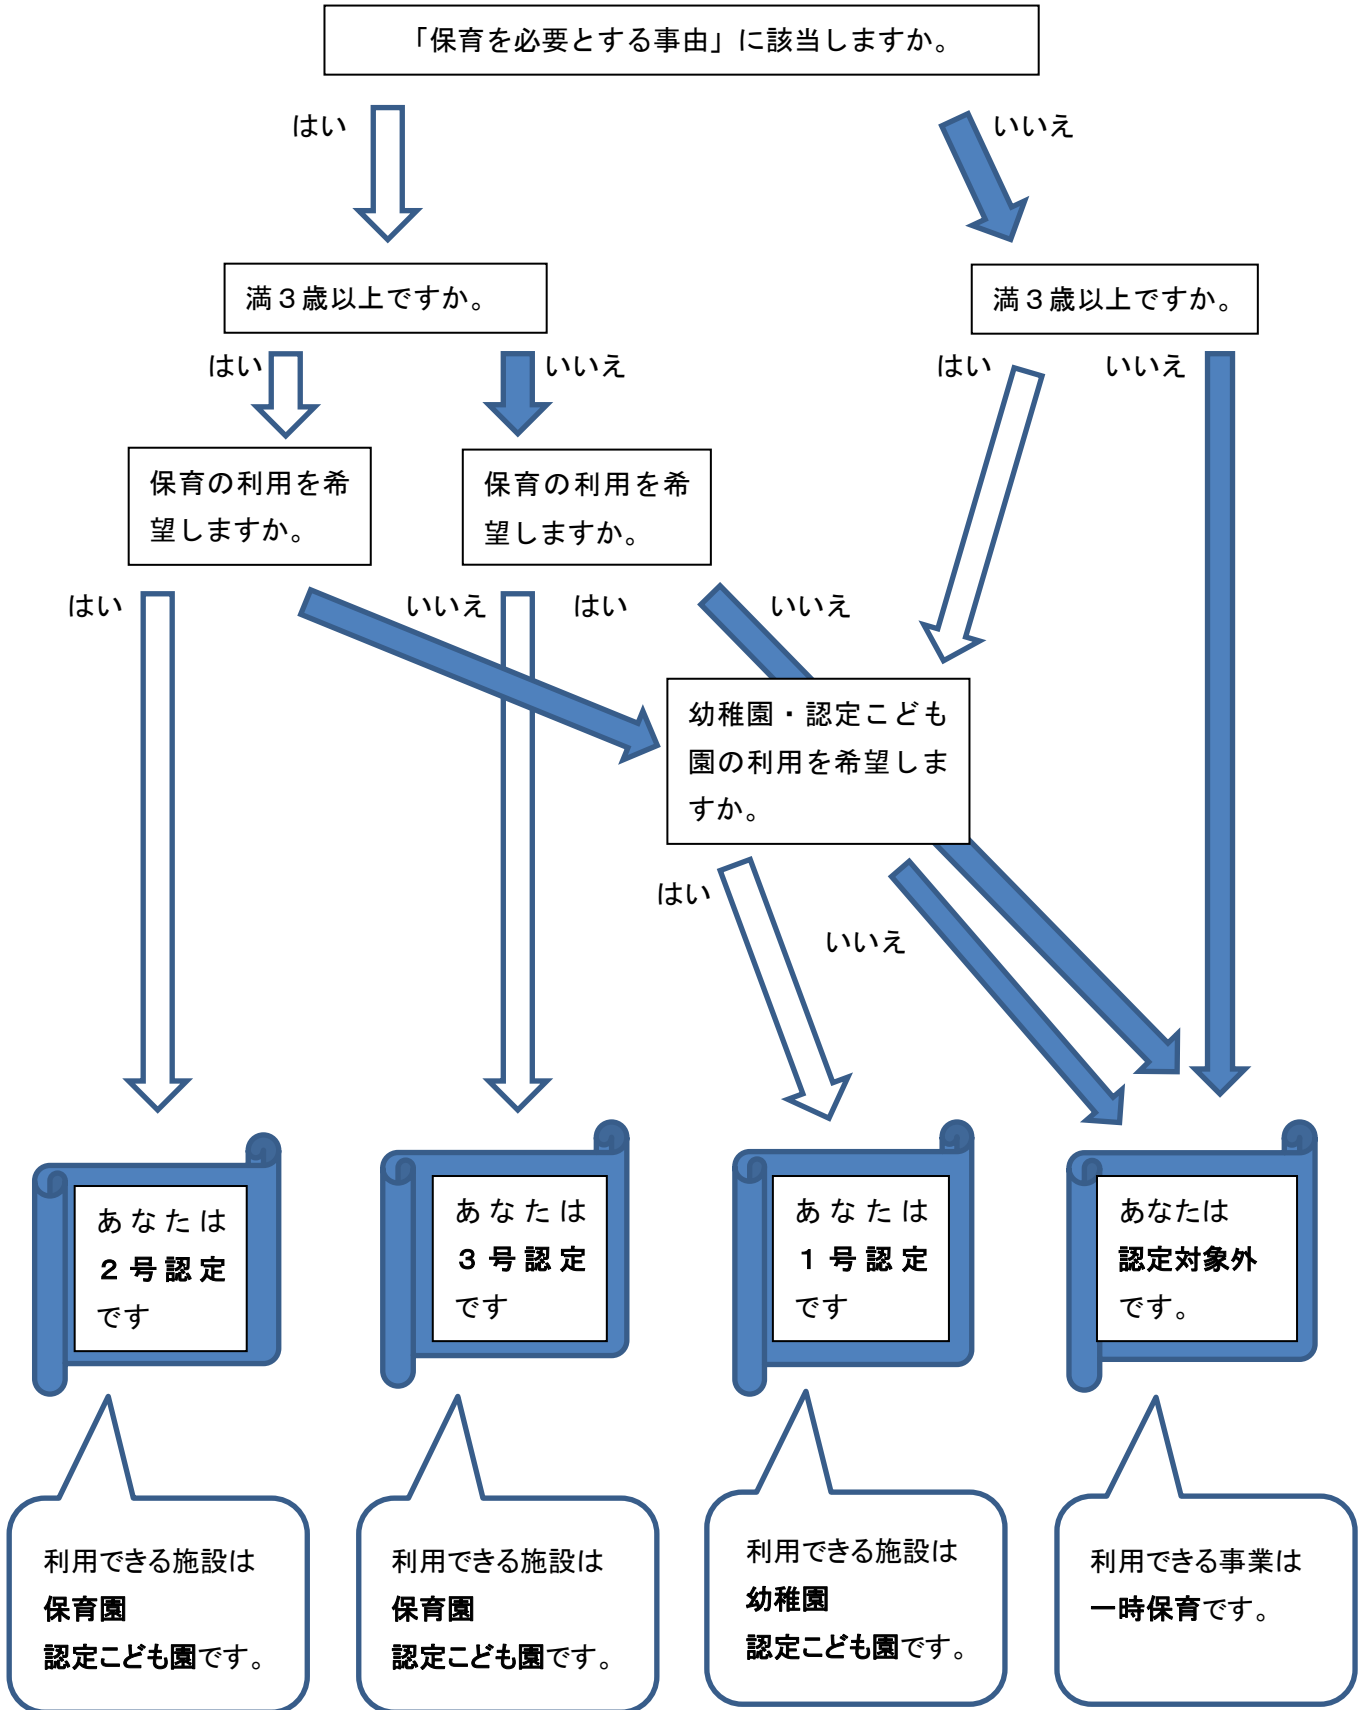 「保育を必要とする事由」に該当しますか。
はい
いいえ
満３歳以上ですか。
満３歳以上ですか。
はい
いいえ
はい
いいえ
保育の利用を希
望しますか。
保育の利用を希
望しますか。
はい
いいえ
はい
いいえ
幼稚園・認定こども
園の利用を希望しま
すか。
はい
いいえ
あなたは
２号認定
です
あなたは
３号認定
です
あなたは
１号認定
です
あなたは
認定対象外
です。
利用できる施設は
保育園
認定こども園です。
利用できる施設は
保育園
認定こども園です。
利用できる施設は
幼稚園
認定こども園です。
利用できる事業は
一時保育です。